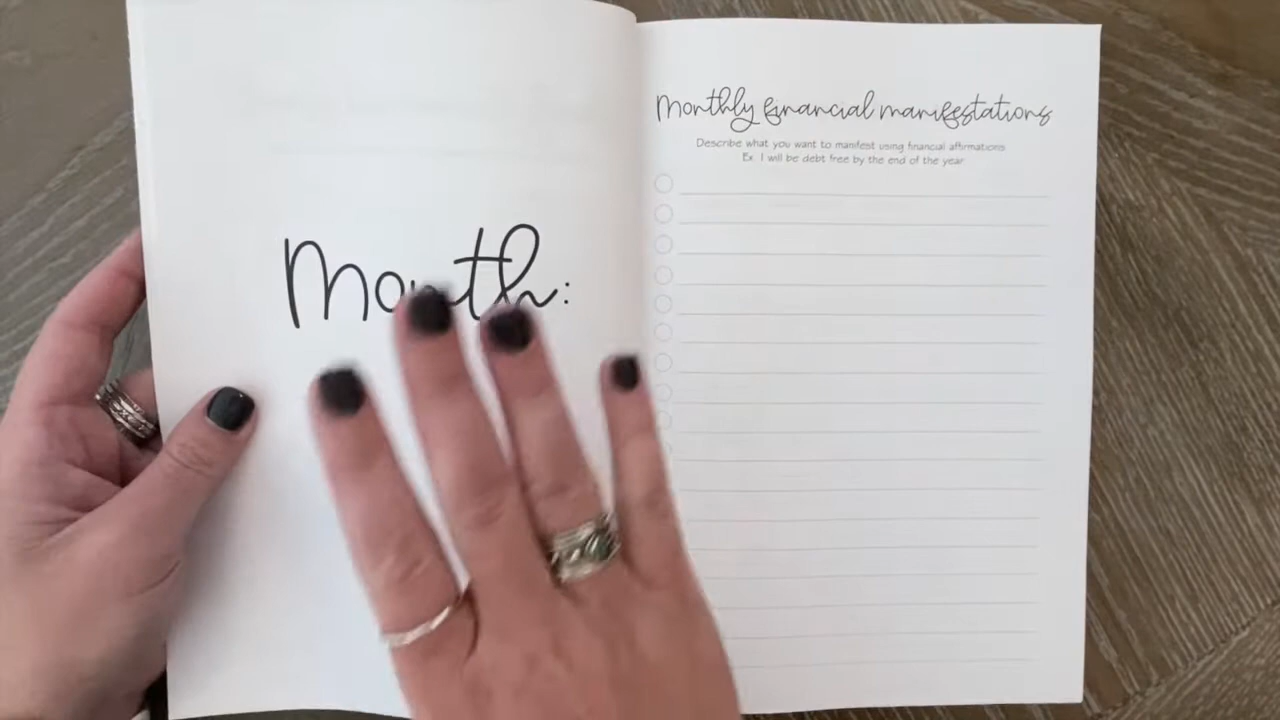 Month:
Monthly financial manifestations
Describe what you want to manifest using financial affirmations
Ex. I will be debt free by the end of the year